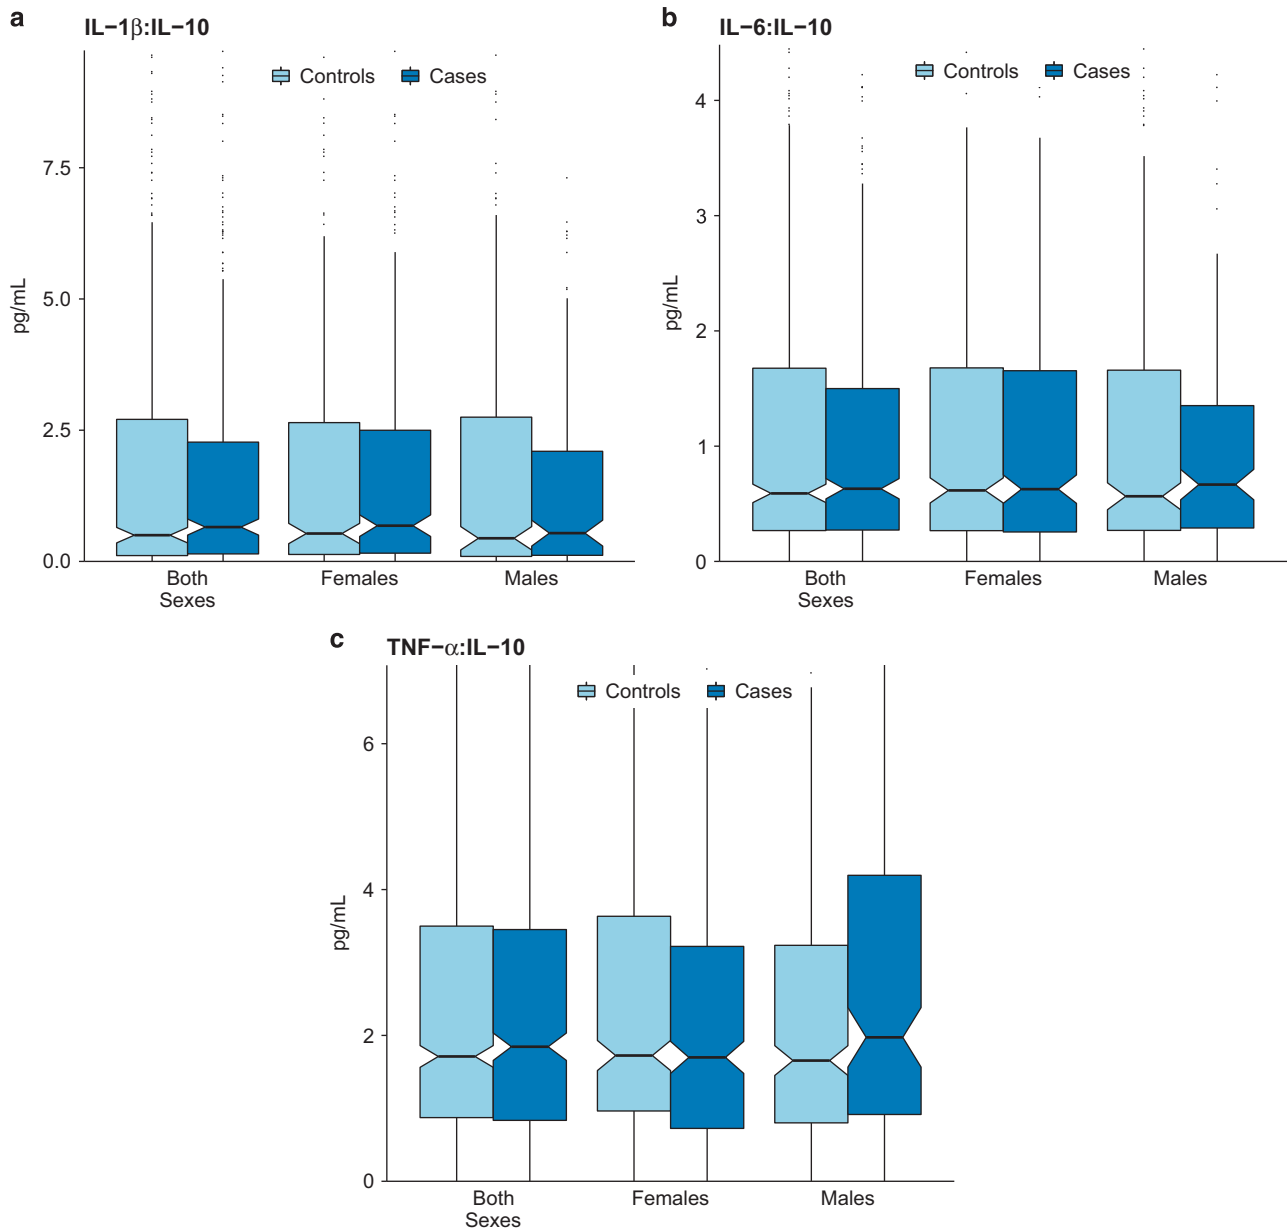 a
IL−1β:IL−10
Controls
Cases
7.5
5.0
2.5
0.0
pg/mL
Both
Sexes
Females
Males
b
IL−6:IL−10
Controls
Cases
4
3
2
1
0
pg/mL
Both
Sexes
Females
Males
c
TNF−α:IL−10
Controls
Cases
6
4
2
0
pg/mL
Both
Sexes
Females
Males